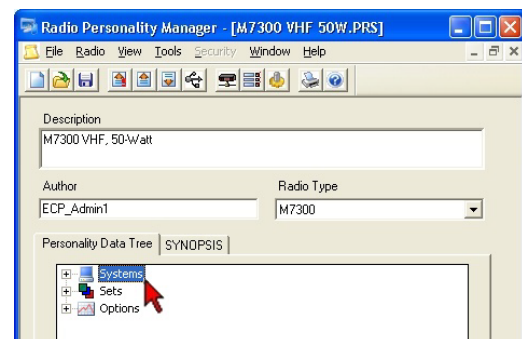 Radio Personality Manager - [M7300 VHF 50W.PRS]
File Radio View Tools Security Window Help
Description
M7300 VHF, 50-Watt
Author Radio Type
ECP_Admin1 M7300
Personality Data Tree SYNOPSIS
Systems
Sets
Options